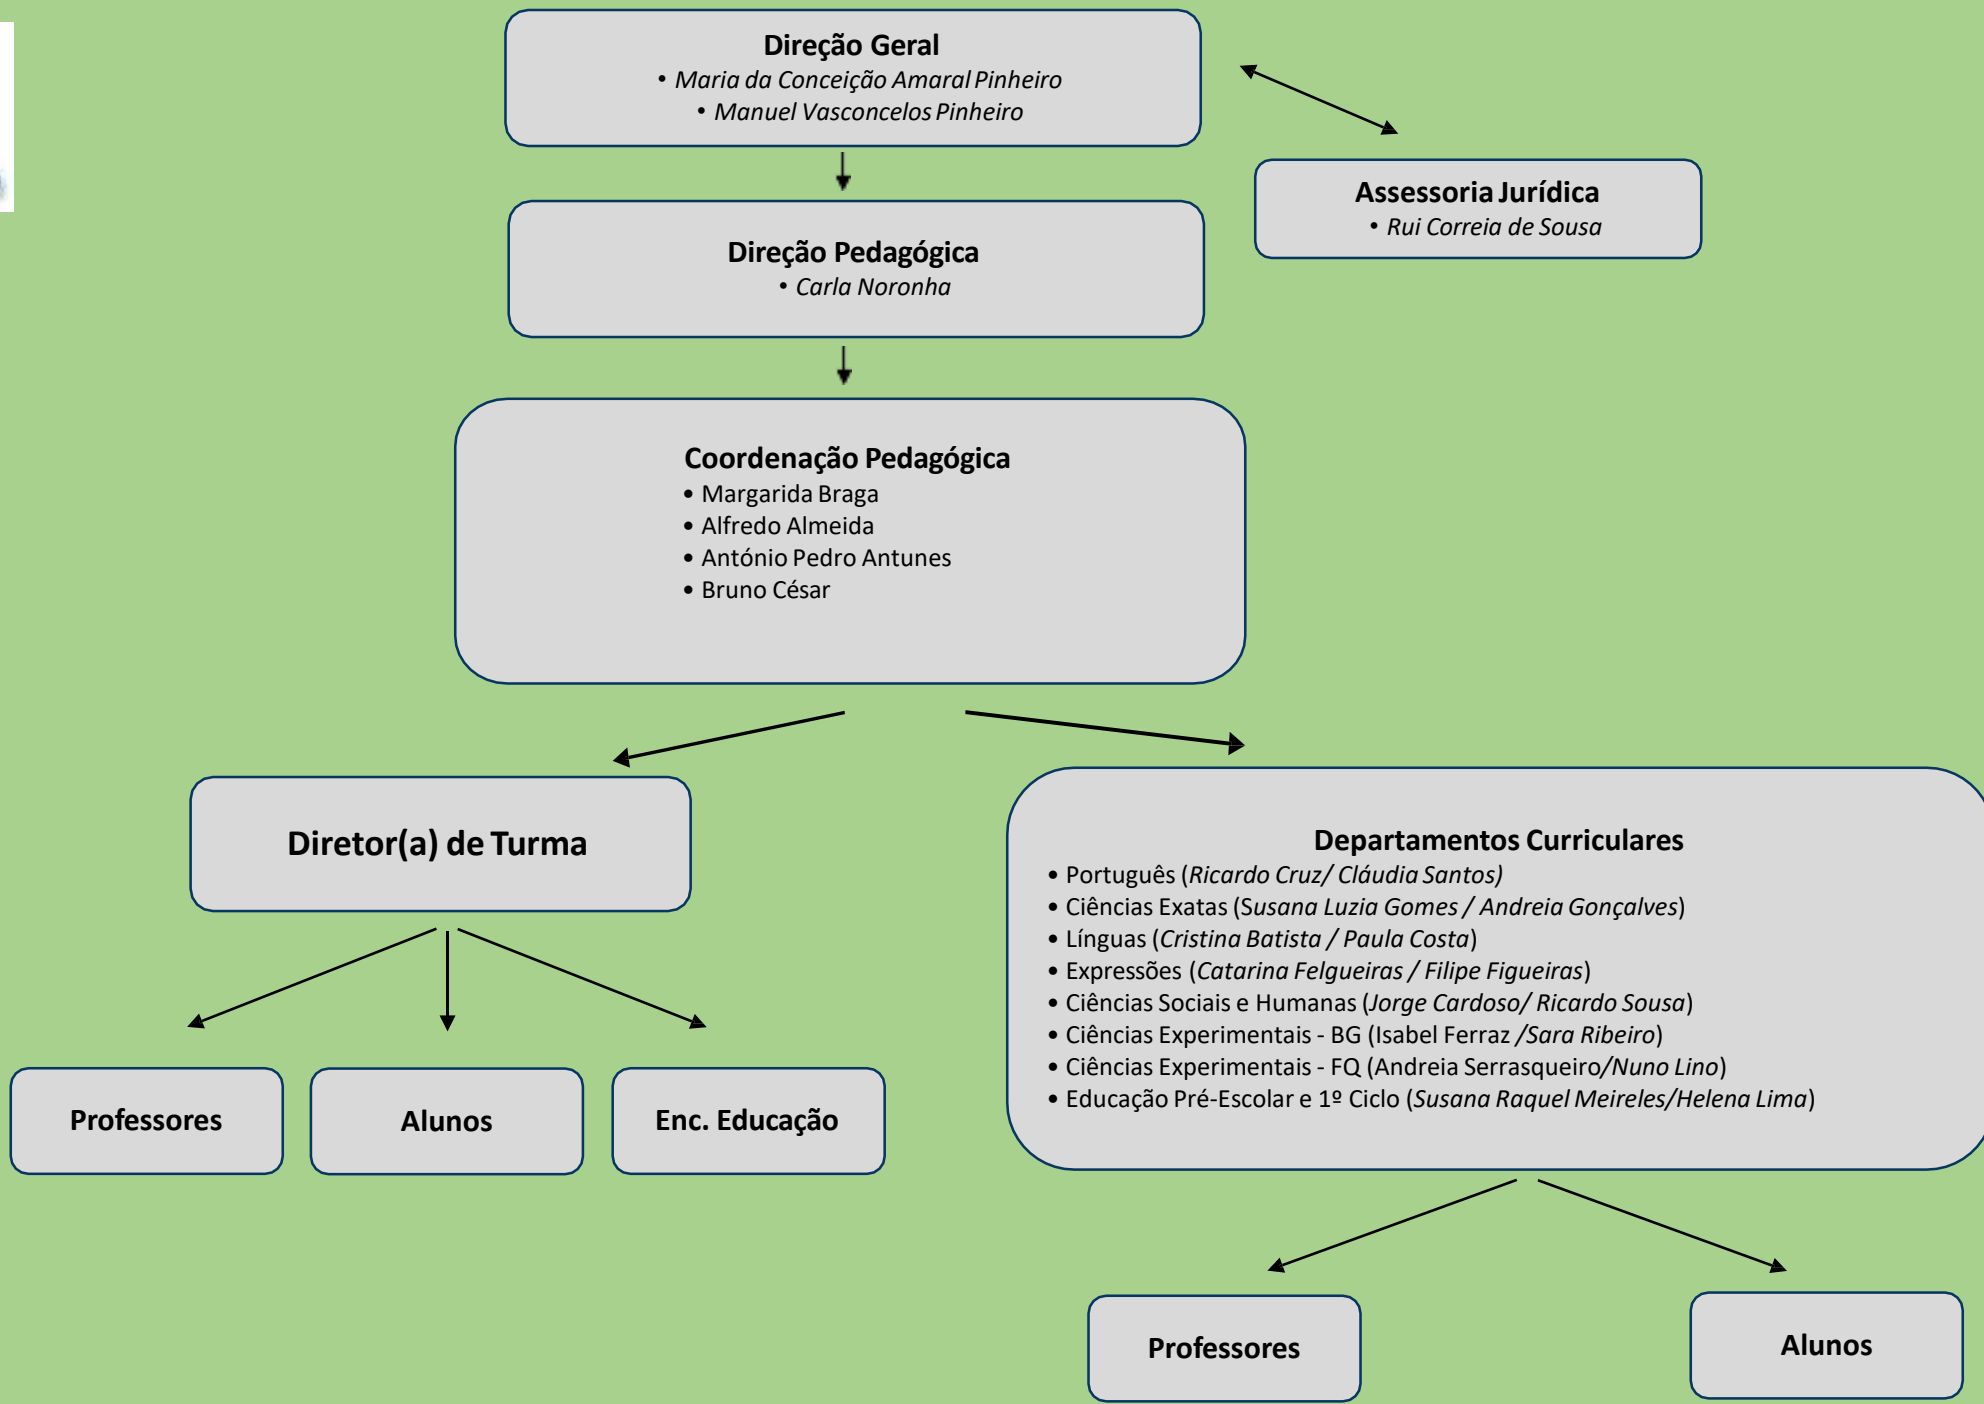 Direção Geral
• Maria da Conceição Amaral Pinheiro
• Manuel Vasconcelos Pinheiro
Assessoria Jurídica
• Rui Correia de Sousa
Direção Pedagógica
• Carla Noronha
Coordenação Pedagógica
• Margarida Braga
• Alfredo Almeida
• António Pedro Antunes
• Bruno César
Diretor(a) de Turma
Departamentos Curriculares
• Português (Ricardo Cruz/ Cláudia Santos)
• Ciências Exatas (Susana Luzia Gomes / Andreia Gonçalves)
• Línguas (Cristina Batista / Paula Costa)
• Expressões (Catarina Felgueiras / Filipe Figueiras)
• Ciências Sociais e Humanas (Jorge Cardoso/ Ricardo Sousa)
• Ciências Experimentais - BG (Isabel Ferraz /Sara Ribeiro)
• Ciências Experimentais - FQ (Andreia Serrasqueiro/Nuno Lino)
• Educação Pré-Escolar e 1º Ciclo (Susana Raquel Meireles/Helena Lima)
Professores
Alunos
Enc. Educação
Professores
Alunos